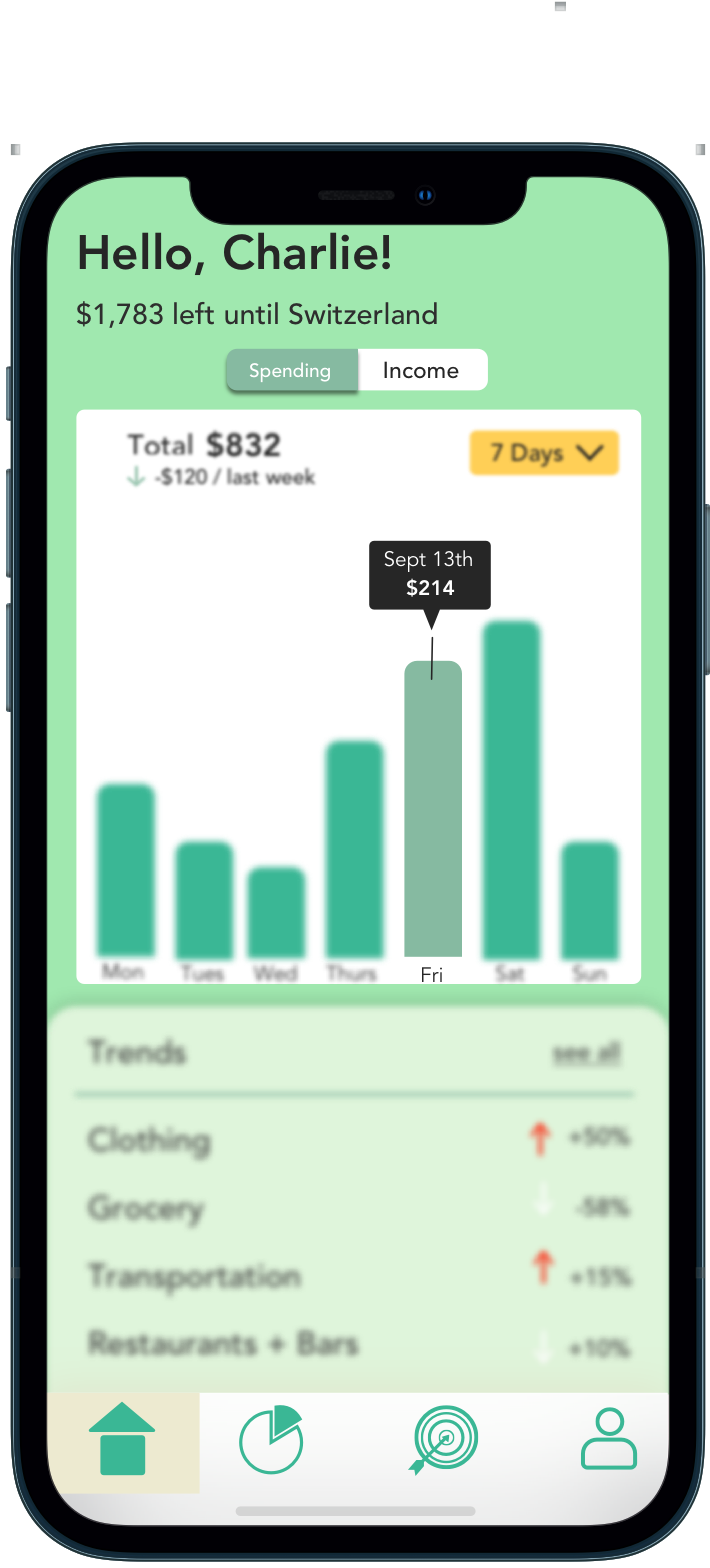 Hello, Charlie!
$1,783 left until Switzerland
Spending Income
Total $832
7 Days
-$120 / last week
Sept 13th
$214
Mon Tues Wed Thurs Fri Sat Sun
Trends see all
Clothing +50%
Grocery -58%
Transportation +15%
Restaurants + Bars +10%